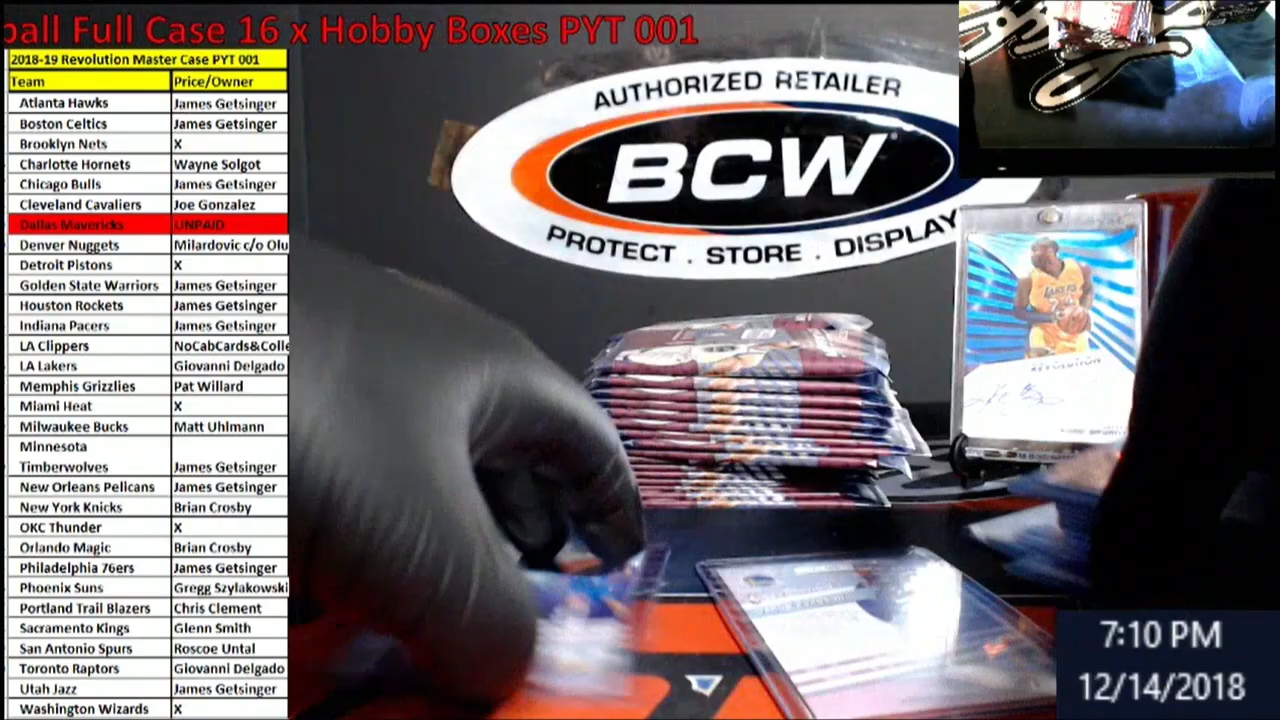 ball Full Case 16 x Hobby Boxes PYT 001
2018-19 Revolution Master Case PYT 001
Team Price/Owner
Atlanta Hawks James Getsinger
Boston Celtics James Getsinger
Brooklyn Nets X
Charlotte Hornets Wayne Solgot
Chicago Bulls James Getsinger
Cleveland Cavaliers Joe Gonzalez
Dallas Mavericks UNPAID
Denver Nuggets Milardovic c/o Olu
Detroit Pistons X
Golden State Warriors James Getsinger
Houston Rockets James Getsinger
Indiana Pacers James Getsinger
LA Clippers NoCabCards&Colle
LA Lakers Giovanni Delgado
Memphis Grizzlies Pat Willard
Miami Heat X
Milwaukee Bucks Matt Uhlmann
Minnesota
Timberwolves James Getsinger
New Orleans Pelicans James Getsinger
New York Knicks Brian Crosby
OKC Thunder X
Orlando Magic Brian Crosby
Philadelphia 76ers James Getsinger
Phoenix Suns Gregg Szylakowski
Portland Trail Blazers Chris Clement
Sacramento Kings Glenn Smith
San Antonio Spurs Roscoe Untal
Toronto Raptors Giovanni Delgado
Utah Jazz James Getsinger
Washington Wizards X
AUTHORIZED RETAILER
BCW
PROTECT . STORE . DISPLAY
LAKERS
REVOLUTION
7:10 PM
12/14/2018